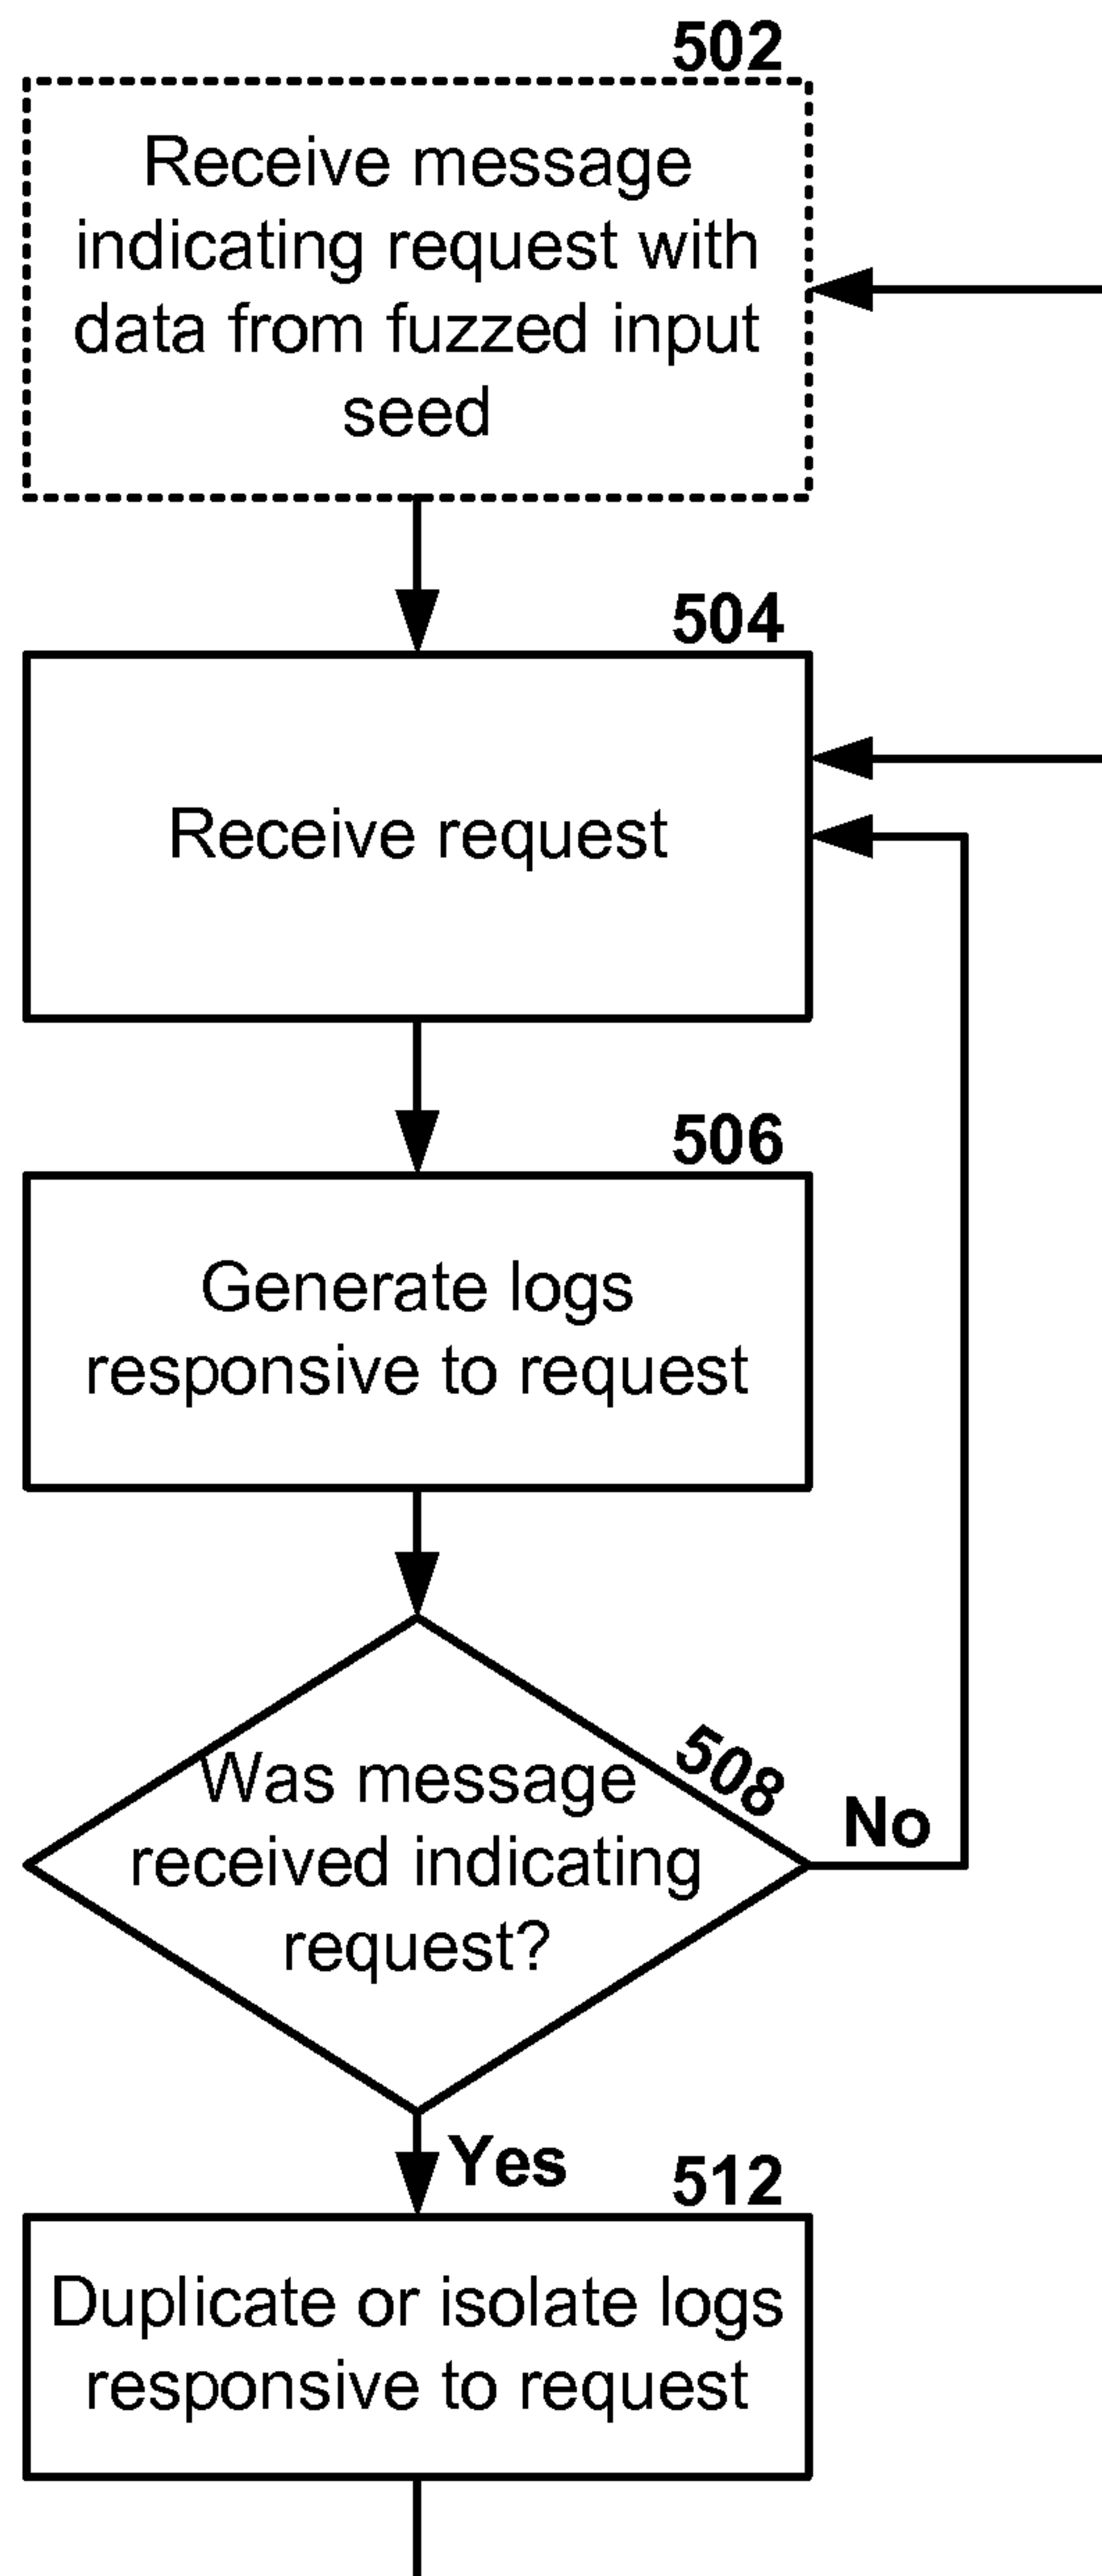 502
Receive message
indicating request with
data from fuzzed input
seed
504
Receive request
506
Generate logs
responsive to request
508
Was message
received indicating
request?
No
Yes
512
Duplicate or isolate logs
responsive to request